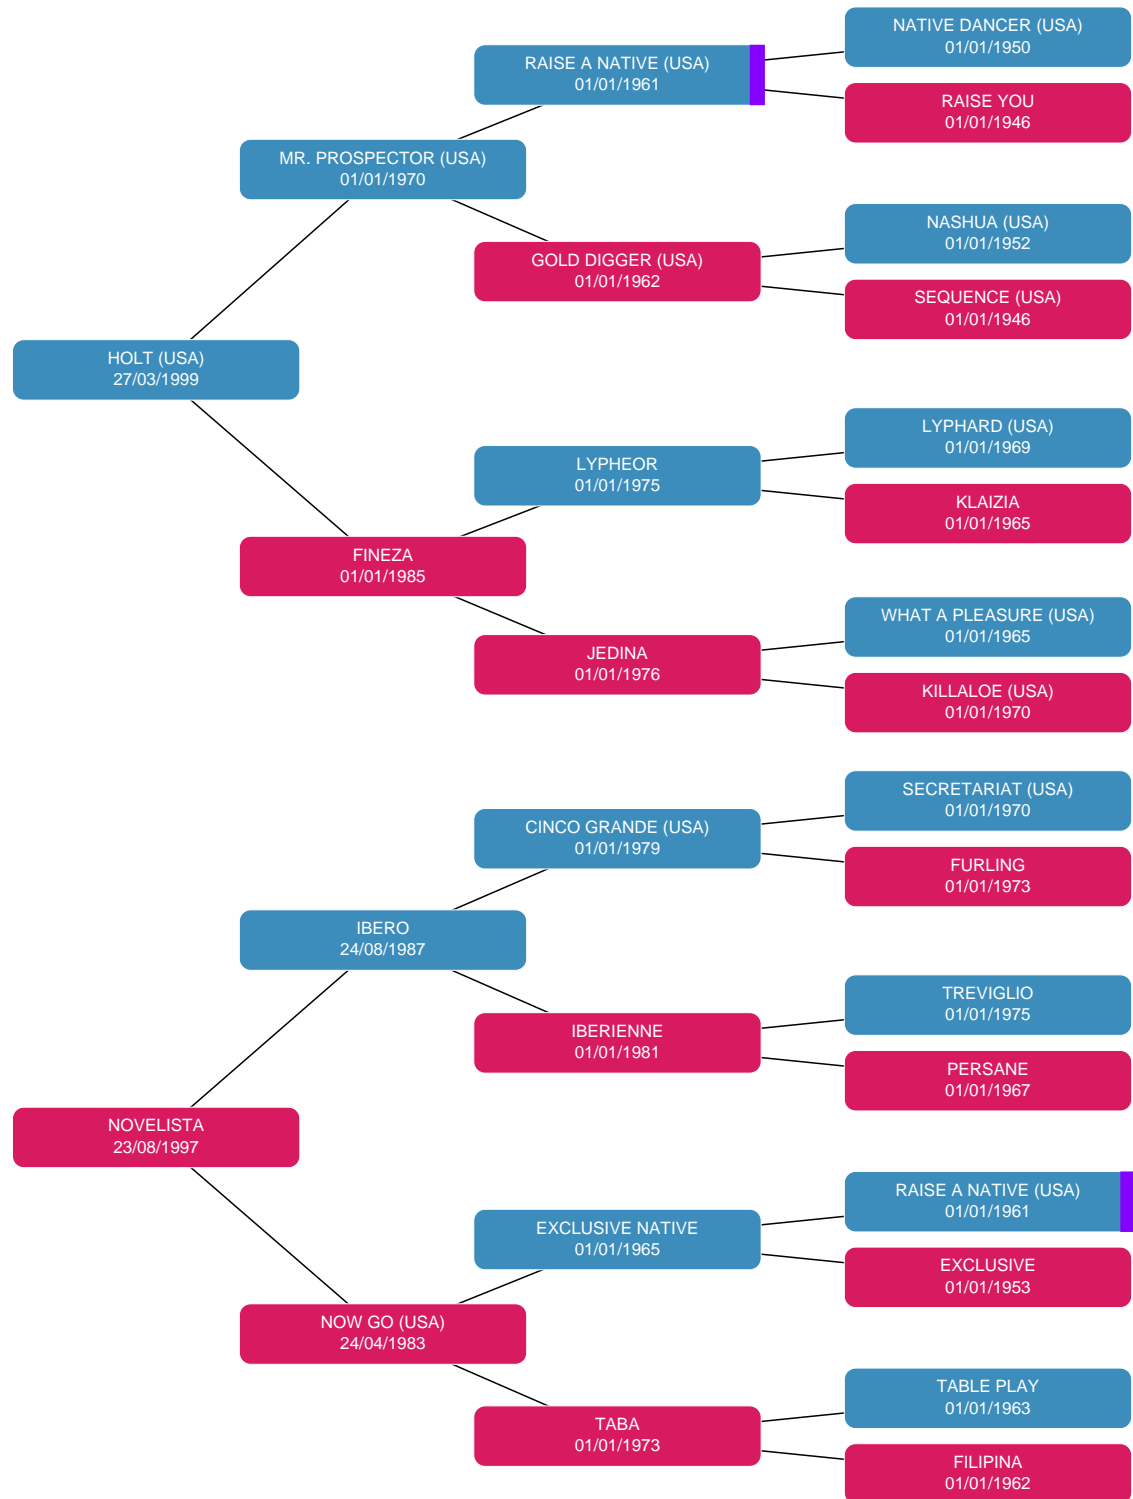 NATIVE DANCER (USA)
01/01/1950
RAISE A NATIVE (USA)
01/01/1961
RAISE YOU
01/01/1946
MR. PROSPECTOR (USA)
01/01/1970
NASHUA (USA)
01/01/1952
GOLD DIGGER (USA)
01/01/1962
SEQUENCE (USA)
01/01/1946
HOLT (USA)
27/03/1999
LYPHARD (USA)
01/01/1969
LYPHEOR
01/01/1975
KLAIZIA
01/01/1965
FINEZA
01/01/1985
WHAT A PLEASURE (USA)
01/01/1965
JEDINA
01/01/1976
KILLALOE (USA)
01/01/1970
SECRETARIAT (USA)
01/01/1970
CINCO GRANDE (USA)
01/01/1979
FURLING
01/01/1973
IBERO
24/08/1987
TREVIGLIO
01/01/1975
IBERIENNE
01/01/1981
PERSANE
01/01/1967
NOVELISTA
23/08/1997
RAISE A NATIVE (USA)
01/01/1961
EXCLUSIVE NATIVE
01/01/1965
EXCLUSIVE
01/01/1953
NOW GO (USA)
24/04/1983
TABLE PLAY
01/01/1963
TABA
01/01/1973
FILIPINA
01/01/1962